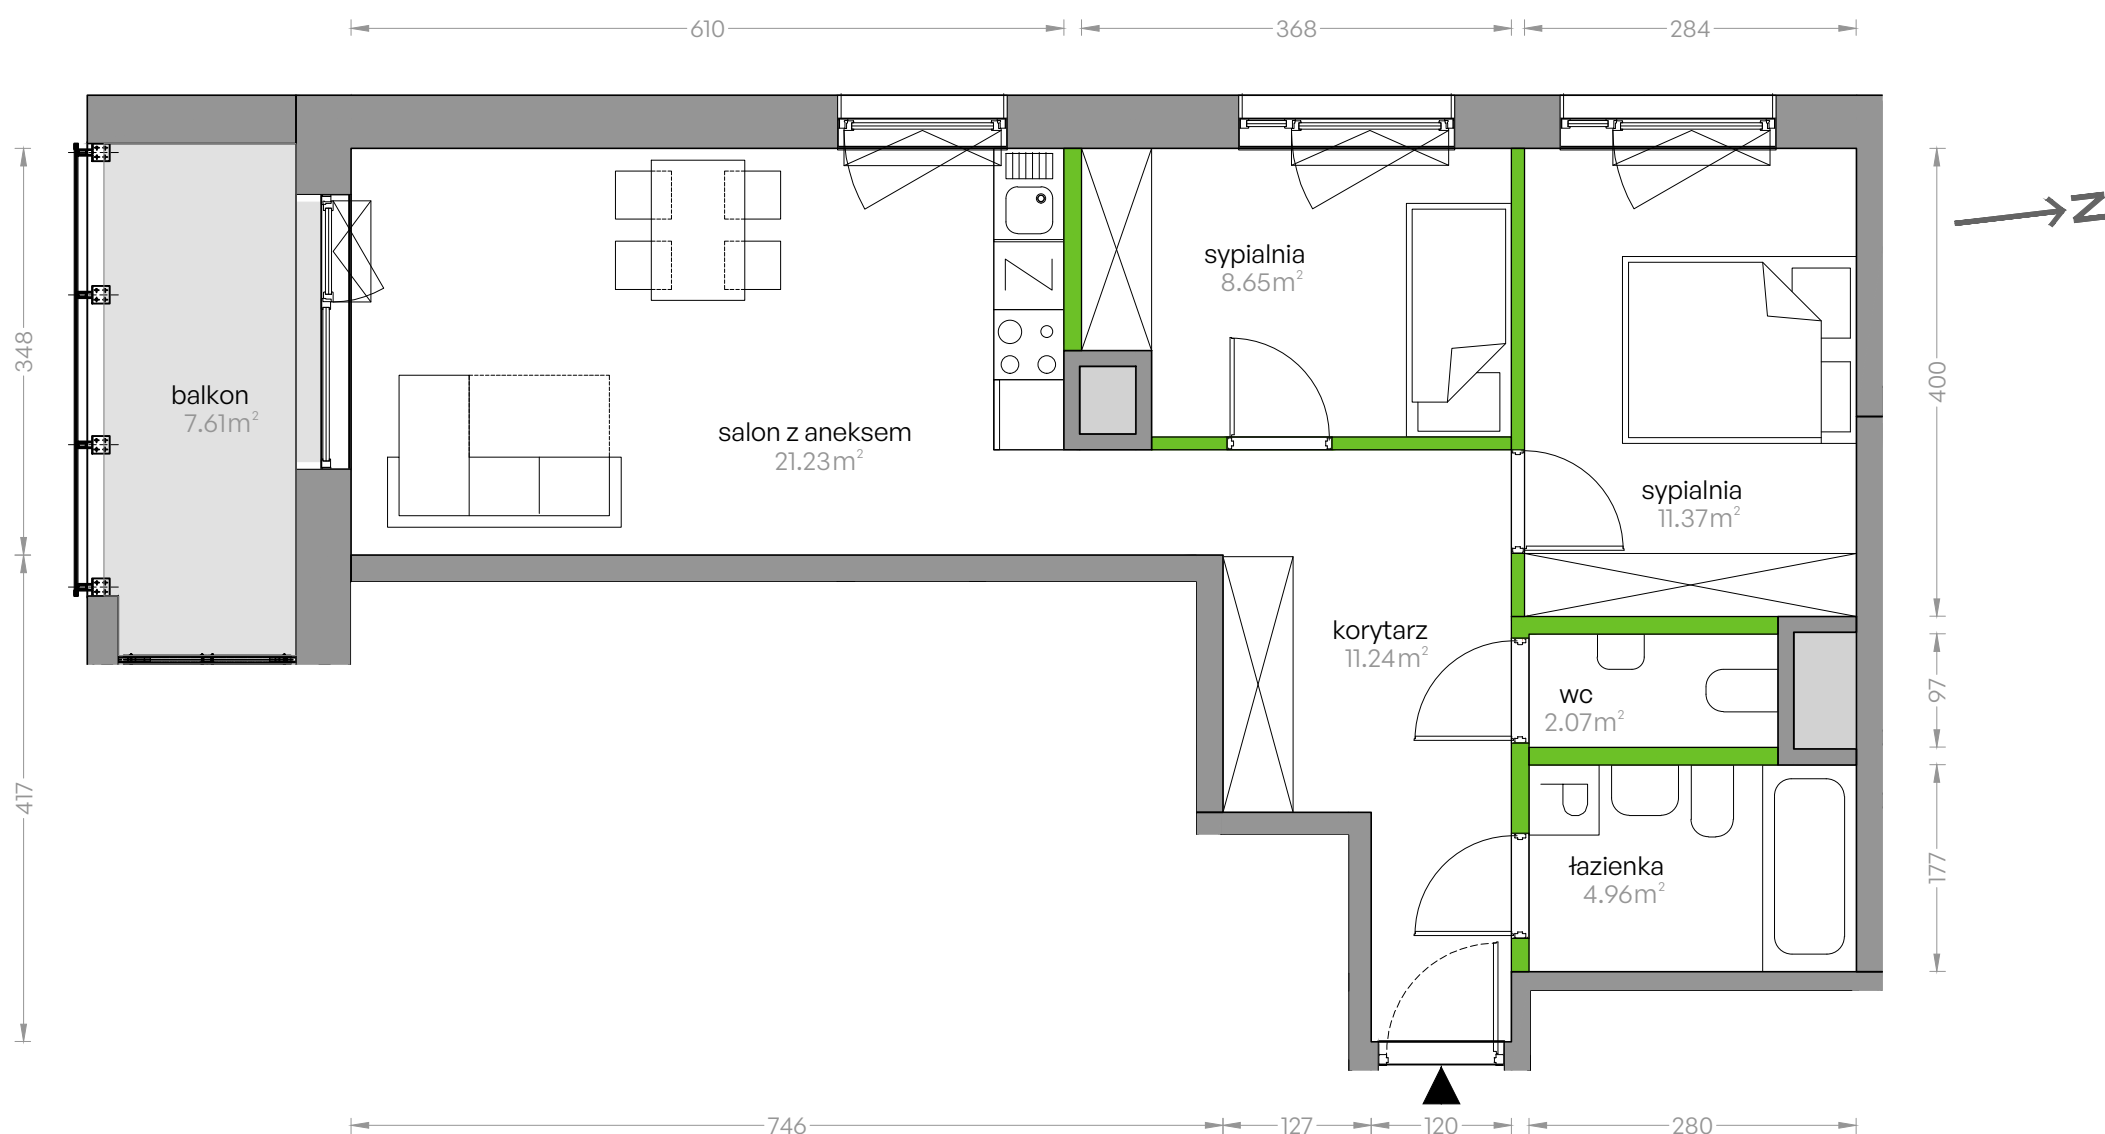 610
368
284
N
348
417
400
97
177
balkon
7.61m²
salon z aneksem
21.23m²
sypialnia
8.65m²
sypialnia
11.37m²
korytarz
11.24m²
wc
2.07m²
łazienka
4.96m²
746
127
120
280